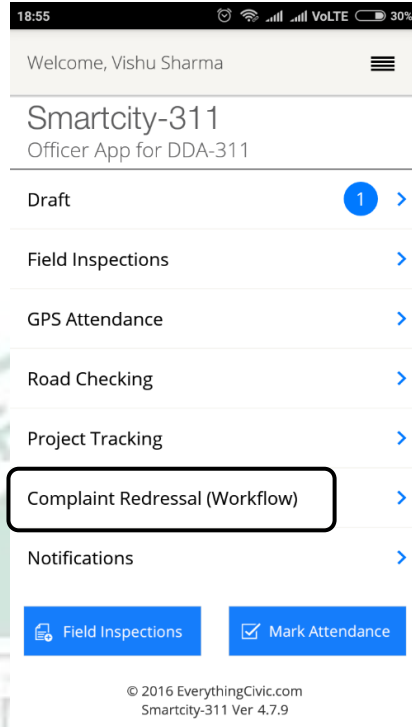 18:55 VoLTE 30%
Welcome, Vishu Sharma
Smartcity-311
Officer App for DDA-311
Draft 1
Field Inspections
GPS Attendance
Road Checking
Project Tracking
Complaint Redressal (Workflow)
Notifications
Field Inspections Mark Attendance
© 2016 EverythingCivic.com
Smartcity-311 Ver 4.7.9